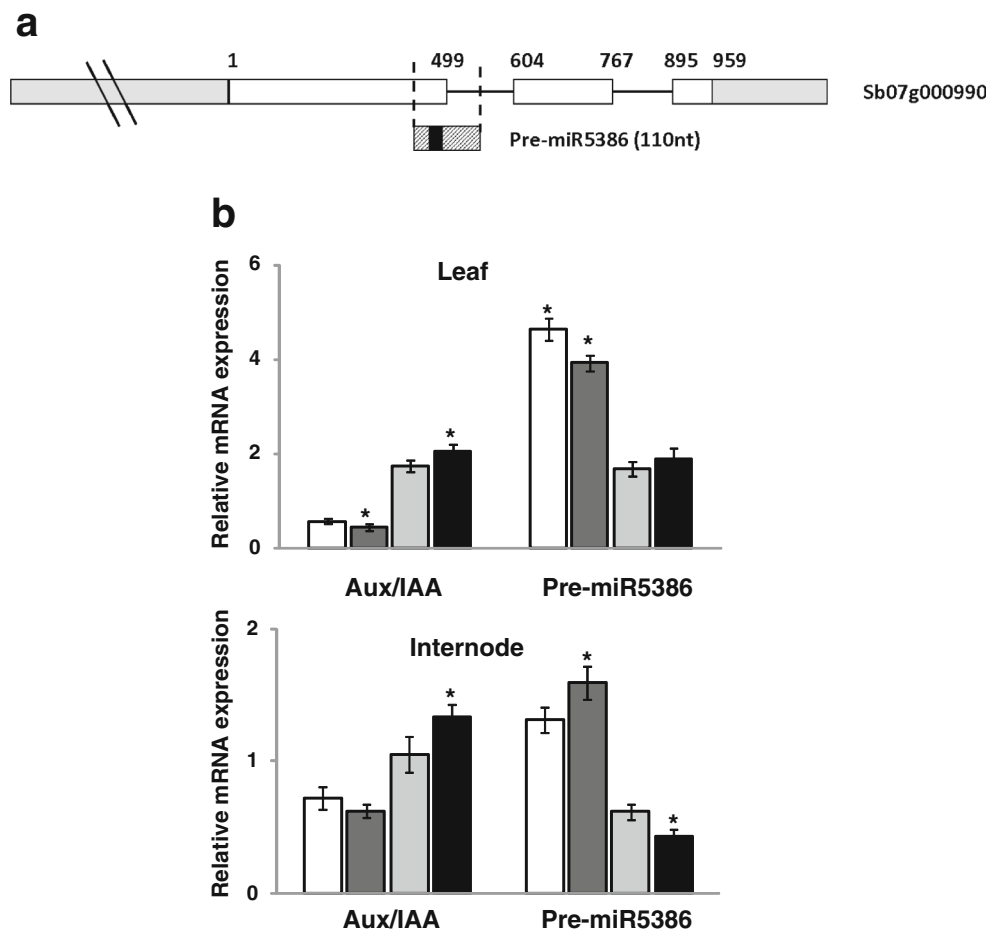 a
1 499 604 767 895 959
Sb07g000990
Pre-miR5386 (110nt)
b
Leaf
Relative mRNA expression
6
4
2
0
* * * *
Aux/IAA Pre-miR5386
Internode
Relative mRNA expression
2
1
0
* * *
Aux/IAA Pre-miR5386